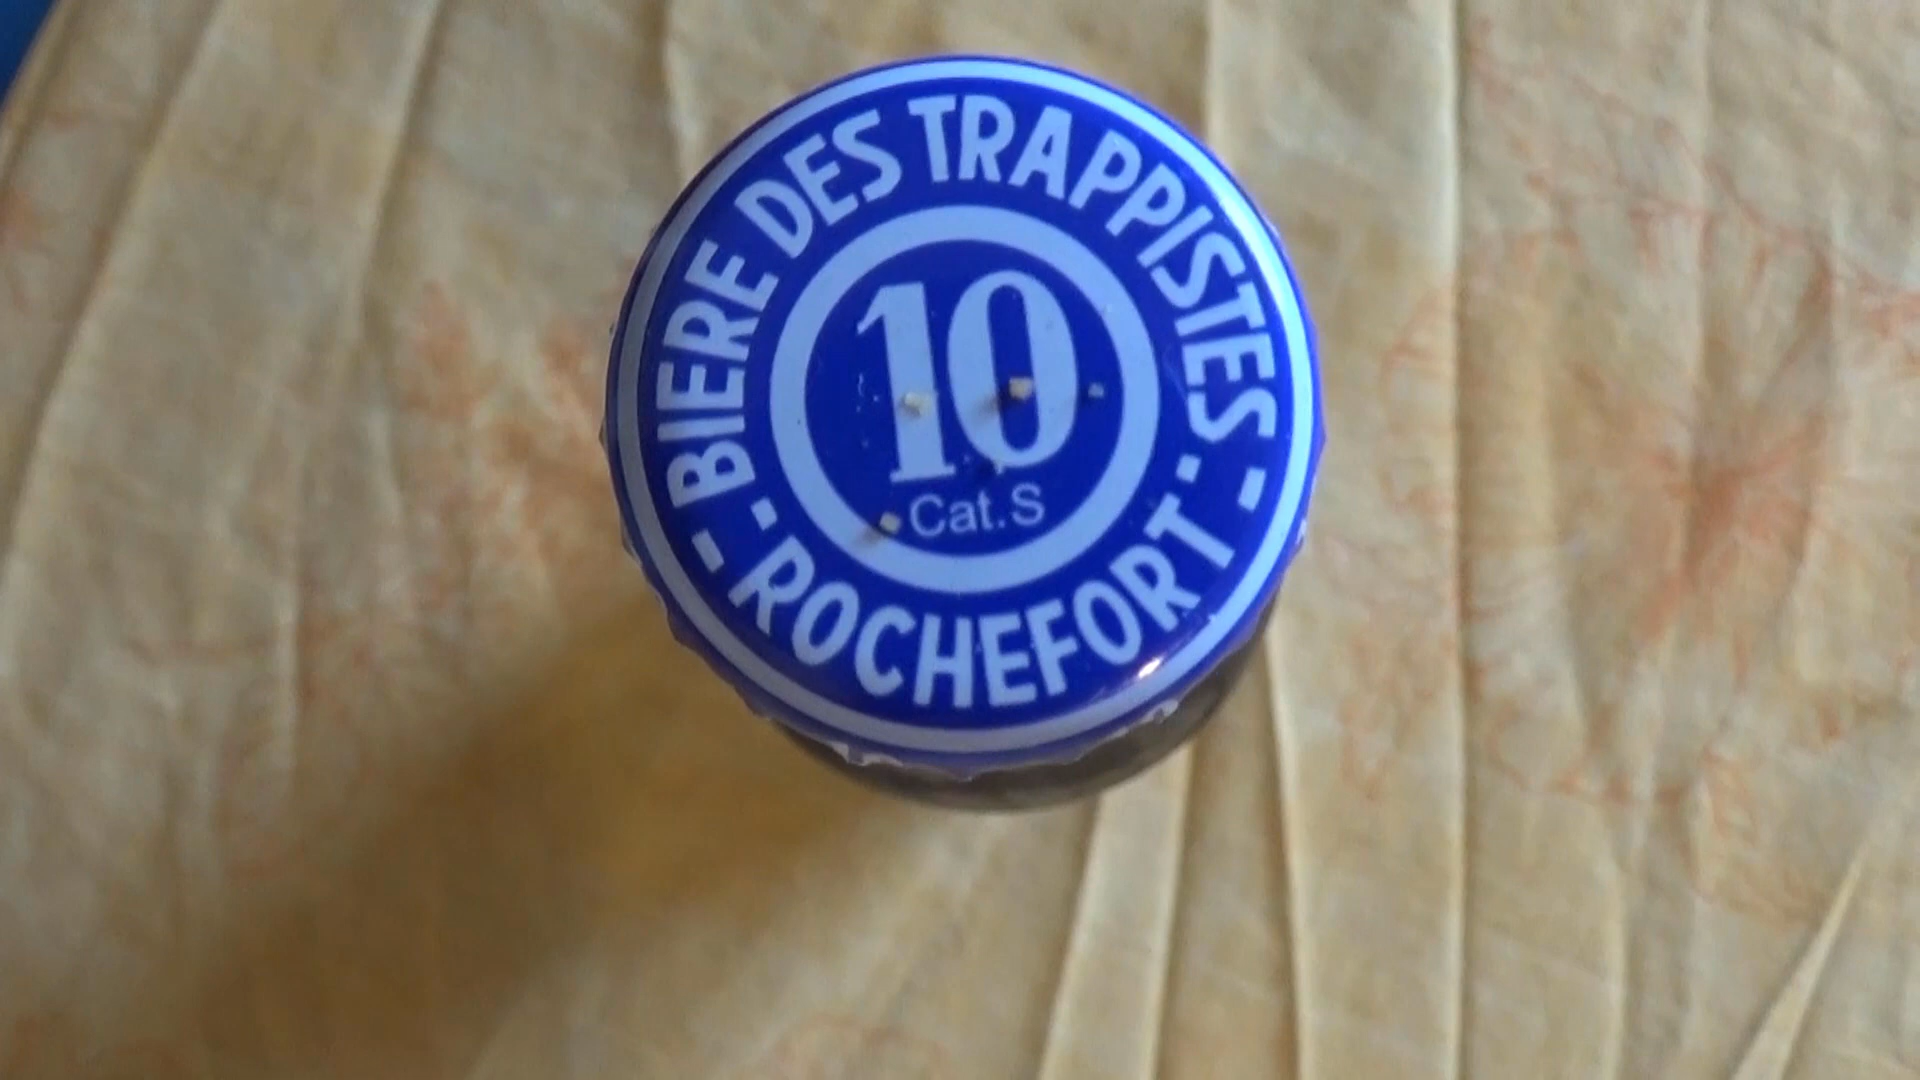 - BIERE DES TRAPPISTES -
10
Cat.S
- ROCHEFORT -